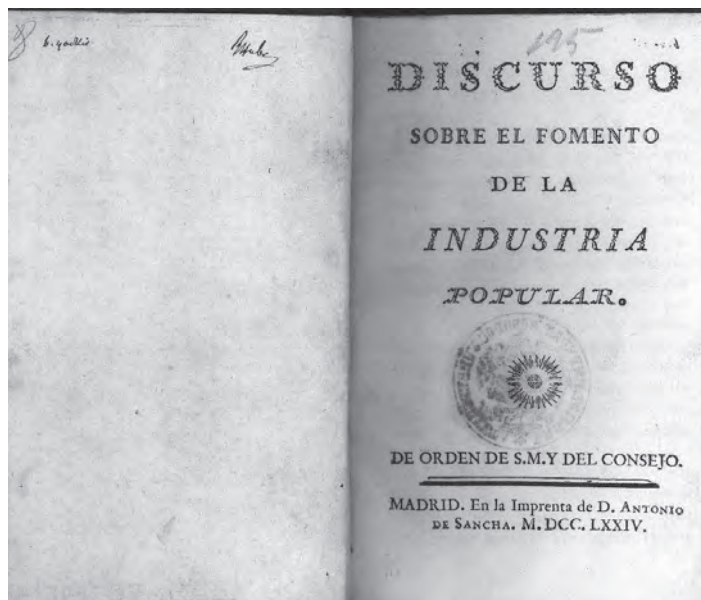 195
DISCURSO
SOBRE EL FOMENTO
DE LA
INDUSTRIA
POPULAR.
DE ORDEN DE S.M.Y DEL CONSEJO.
MADRID. En la Imprenta de D. ANTONIO
DE SANCHA. M. DCC. LXXIV.